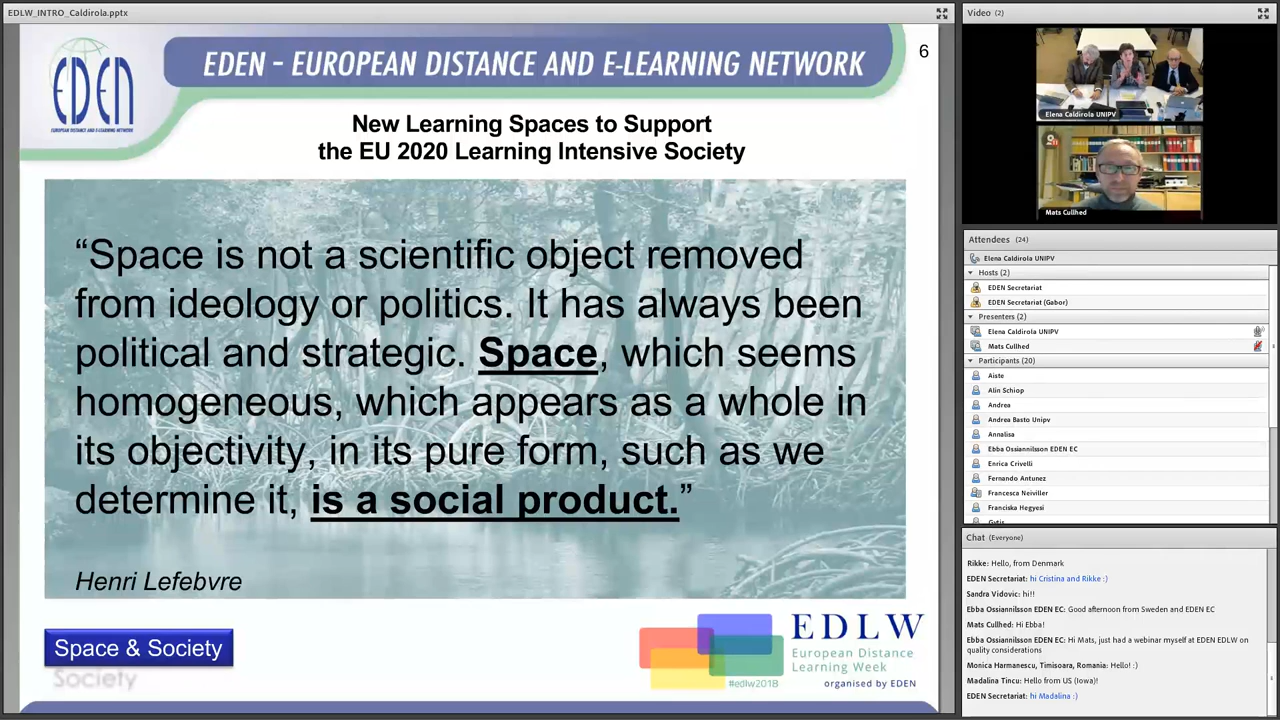 EDLW_INTRO_Caldirola.pptx
EDEN - EUROPEAN DISTANCE AND E-LEARNING NETWORK
6
EDEN
EUROPEAN DISTANCE AND E-LEARNING NETWORK
New Learning Spaces to Support
the EU 2020 Learning Intensive Society
“Space is not a scientific object removed
from ideology or politics. It has always been
political and strategic. Space, which seems
homogeneous, which appears as a whole in
its objectivity, in its pure form, such as we
determine it, is a social product.”
Henri Lefebvre
Space & Society
EDLW
European Distance
Learning Week
#edlw2018
organised by EDEN
Video (2)
Elena Caldirola UNIPV
Mats Cullhed
Attendees (24)
Elena Caldirola UNIPV
Hosts (2)
EDEN Secretariat
EDEN Secretariat (Gabor)
Presenters (2)
Elena Caldirola UNIPV
Mats Cullhed
Participants (20)
Aiste
Alin Schiop
Andrea
Andrea Basto Unipv
Annalisa
Ebba Ossiannilsson EDEN EC
Enrica Crivelli
Fernando Antunez
Francesca Neiviller
Franciska Hegyesi
Gytis
Chat (Everyone)
Rikke: Hello, from Denmark
EDEN Secretariat: hi Cristina and Rikke :)
Sandra Vidovic: hi!!
Ebba Ossiannilsson EDEN EC: Good afternoon from Sweden and EDEN EC
Mats Cullhed: Hi Ebba!
Ebba Ossiannilsson EDEN EC: Hi Mats, just had a webinar myself at EDEN EDLW on
quality considerations
Monica Harmanescu, Timisoara, Romania: Hello! :)
Madalina Tincu: Hello from US (Iowa)!
EDEN Secretariat: hi Madalina :)